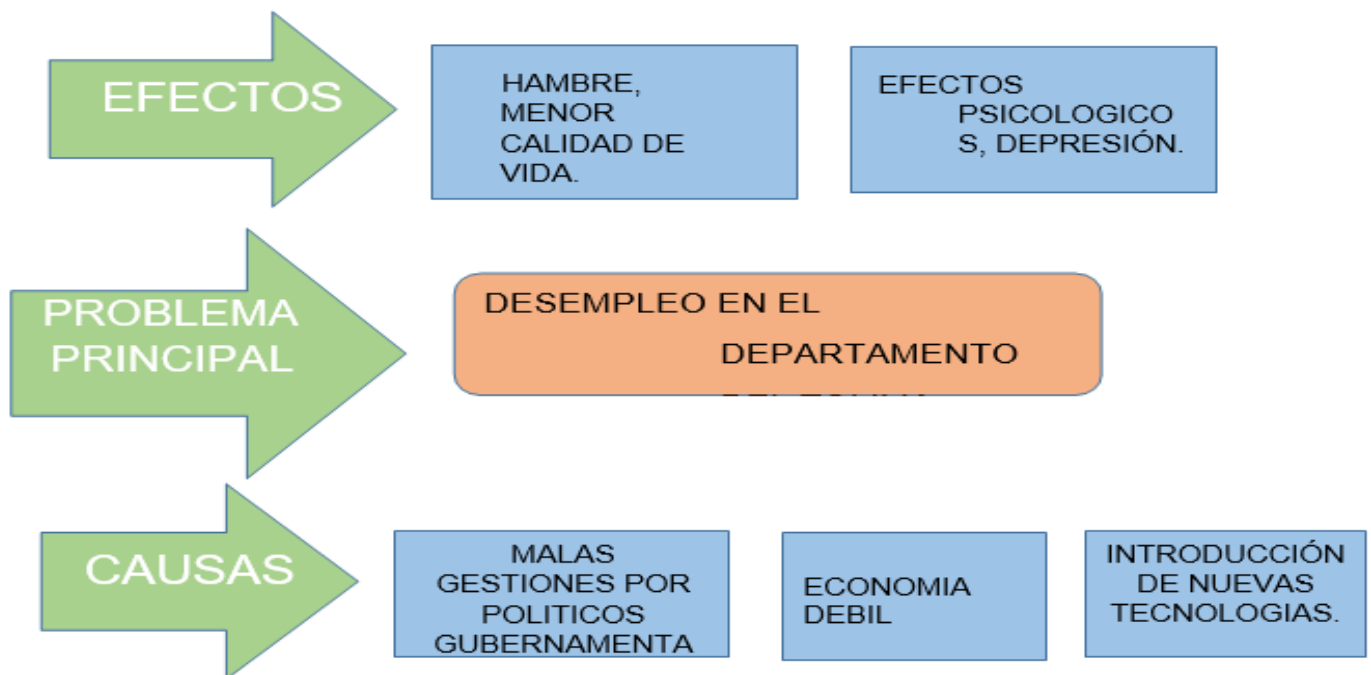 EFECTOS
HAMBRE,
MENOR
CALIDAD DE
VIDA.
EFECTOS
PSICOLOGICO
S, DEPRESIÓN.
PROBLEMA
PRINCIPAL
DESEMPLEO EN EL
DEPARTAMENTO
CAUSAS
MALAS
GESTIONES POR
POLITICOS
GUBERNAMENTA
ECONOMIA
DEBIL
INTRODUCCIÓN
DE NUEVAS
TECNOLOGIAS.